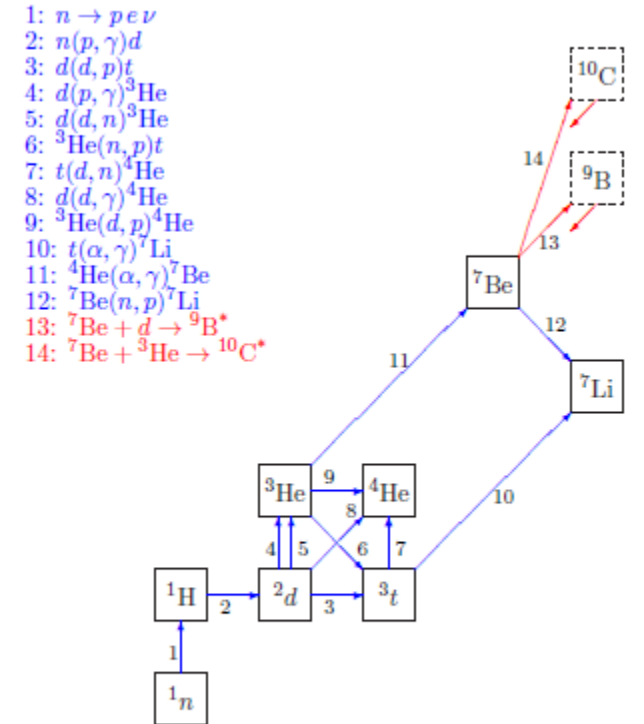 1: n → p e ν
2: n(p, γ)d
3: d(d, p)t
4: d(p, γ)³He
5: d(d, n)³He
6: ³He(n, p)t
7: t(d, n)⁴He
8: d(d, γ)⁴He
9: ³He(d, p)⁴He
10: t(α, γ)⁷Li
11: ⁴He(α, γ)⁷Be
12: ⁷Be(n, p)⁷Li
13: ⁷Be + d → ⁹B*
14: ⁷Be + ³He → ¹⁰C*
¹⁰C
14
⁹B
13
⁷Be
12
11
⁷Li
³He
9
⁴He
10
8
4
5
6
7
¹H
2
²d
3
³t
1
¹n